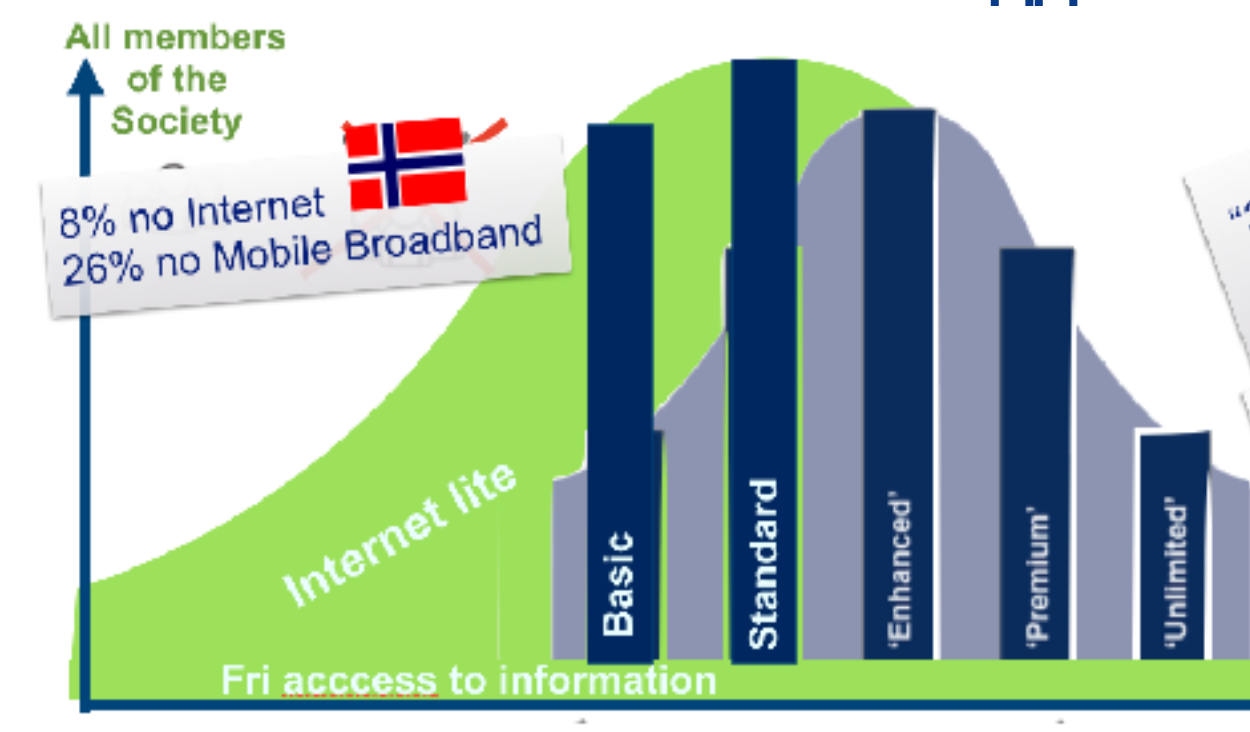 All members
of the
Society
8% no Internet
26% no Mobile Broadband
Internet lite
Basic
Standard
‘Enhanced’
‘Premium’
‘Unlimited’
Fri acccess to information